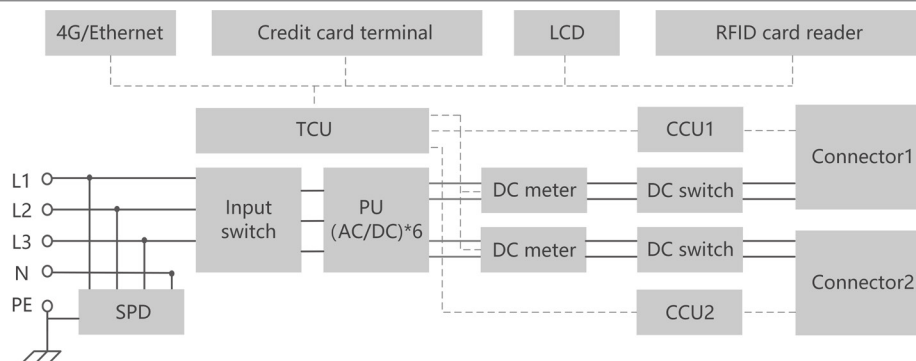 4G/Ethernet
Credit card terminal
LCD
RFID card reader
TCU
CCU1
Connector1
L1
L2
L3
N
PE
Input
switch
PU
(AC/DC)*6
DC meter
DC switch
DC meter
DC switch
SPD
CCU2
Connector2